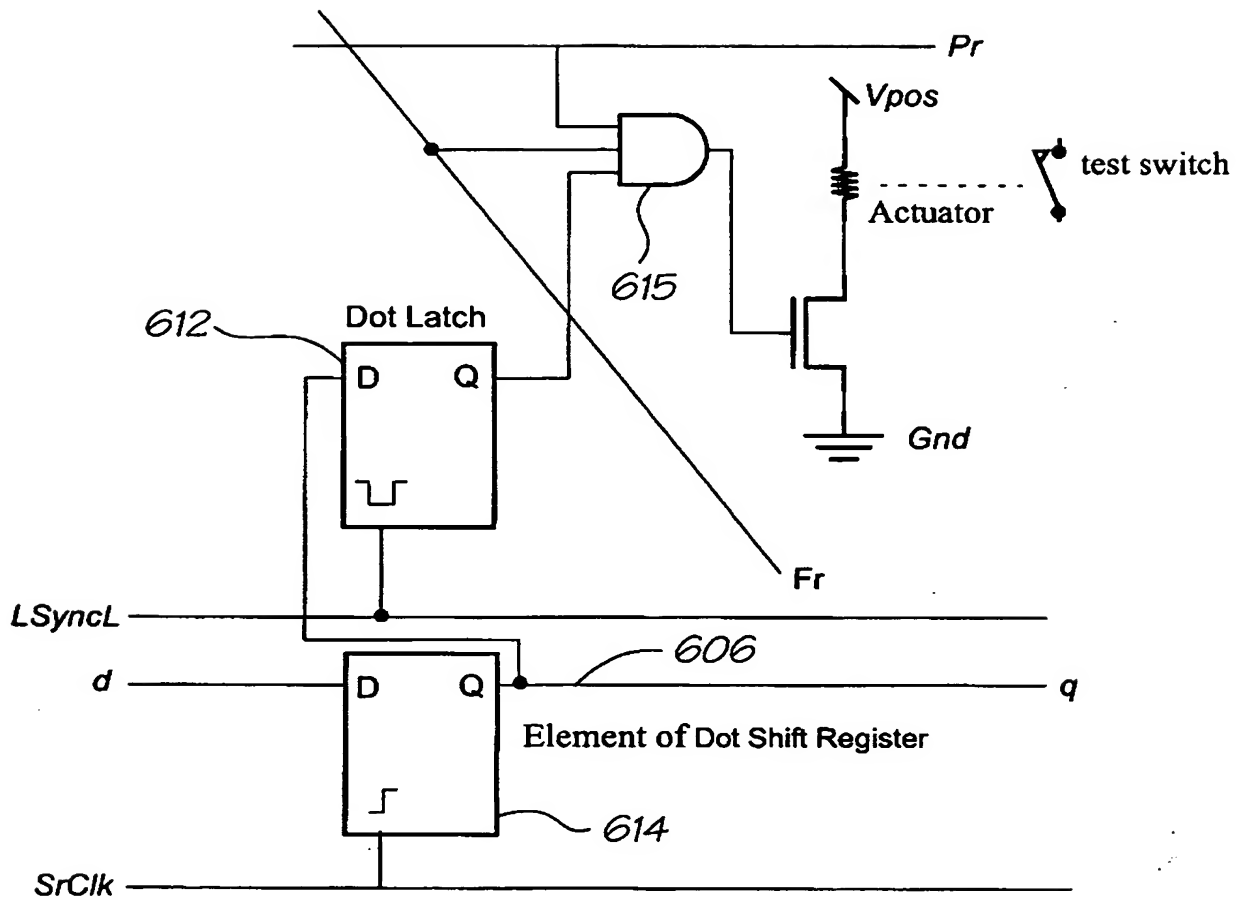 Pr
Vpos
test switch
Actuator
615
612
Dot Latch
D
Q
Gnd
Fr
LSyncL
606
d
D
Q
q
Element of Dot Shift Register
614
SrClk